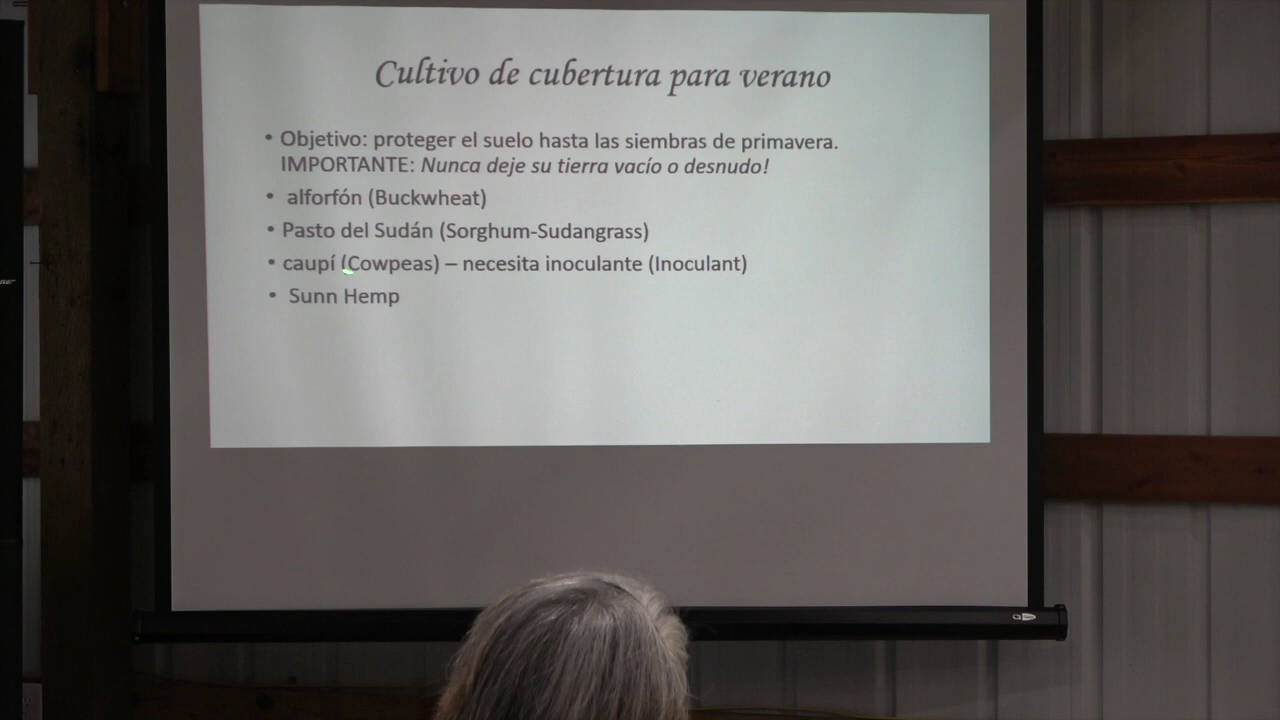 Cultivo de cubertura para verano
• Objetivo: proteger el suelo hasta las siembras de primavera.
IMPORTANTE: Nunca deje su tierra vacío o desnudo!
• alforfón (Buckwheat)
• Pasto del Sudán (Sorghum-Sudangrass)
• caupí (Cowpeas) – necesita inoculante (Inoculant)
• Sunn Hemp